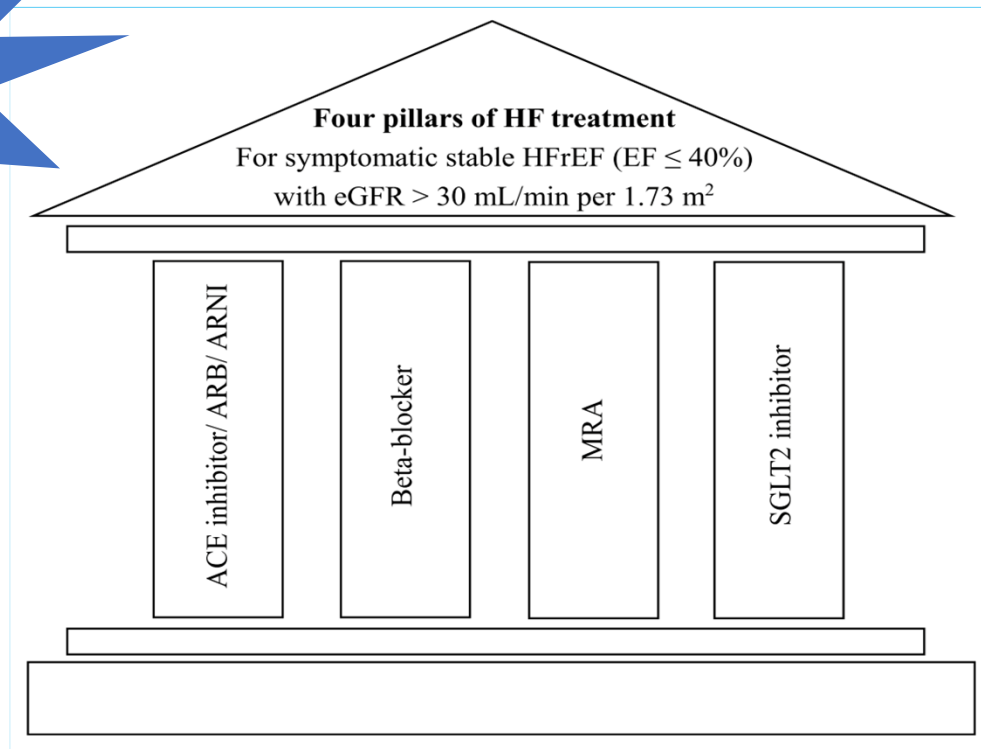 Four pillars of HF treatment
For symptomatic stable HFrEF (EF ≤ 40%)
with eGFR > 30 mL/min per 1.73 m²
ACE inhibitor/ ARB/ ARNI
Beta-blocker
MRA
SGLT2 inhibitor